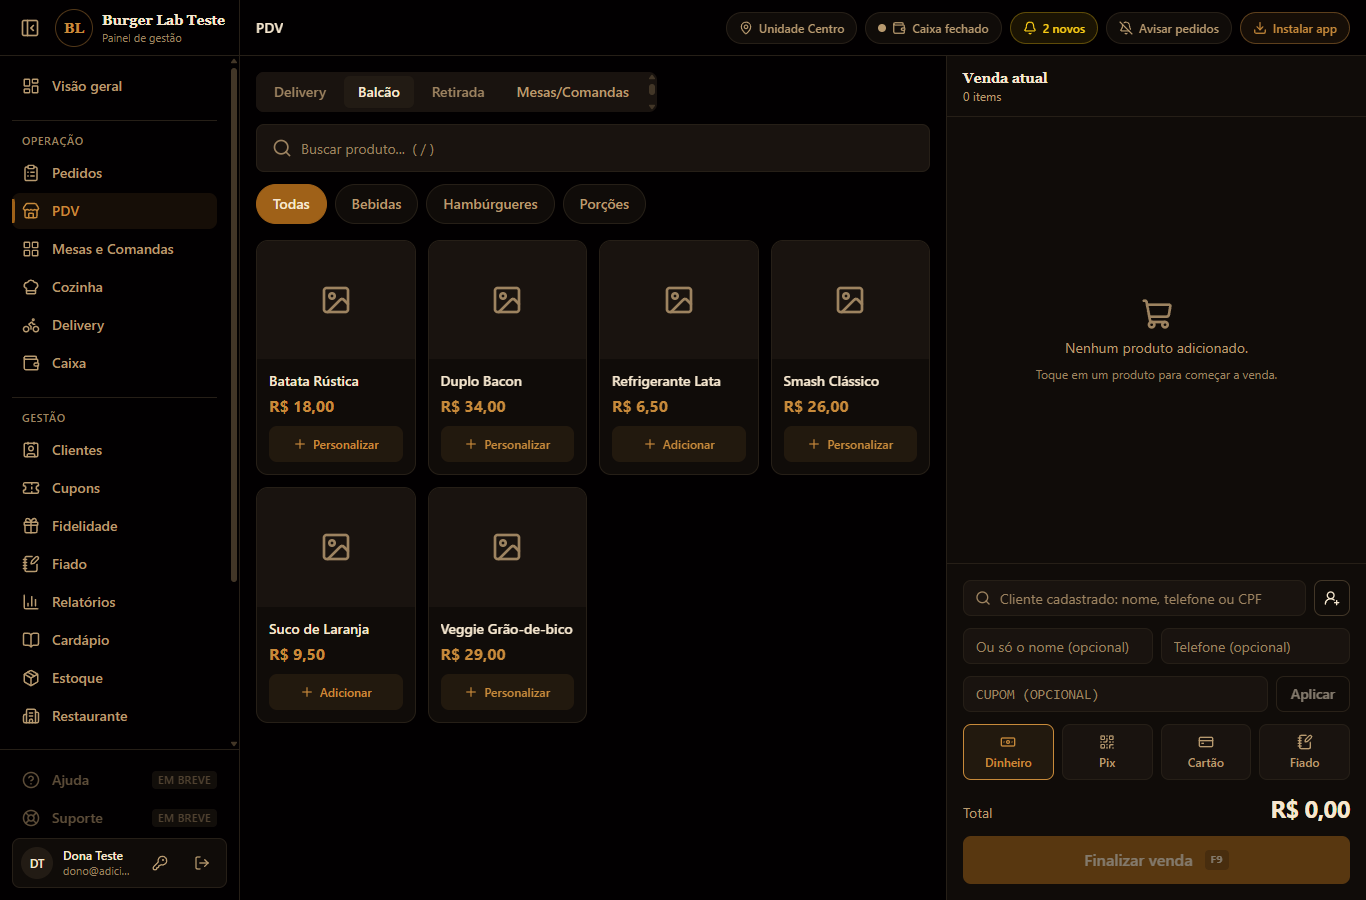 BL
Burger Lab Teste
Painel de gestão
Visão geral
OPERAÇÃO
Pedidos
PDV
Mesas e Comandas
Cozinha
Delivery
Caixa
GESTÃO
Clientes
Cupons
Fidelidade
Fiado
Relatórios
Cardápio
Estoque
Restaurante
Ajuda EM BREVE
Suporte EM BREVE
DT
Dona Teste
dono@adici...
PDV
Unidade Centro
Caixa fechado
2 novos
Avisar pedidos
Instalar app
Delivery Balcão Retirada Mesas/Comandas
Buscar produto... ( / )
Todas Bebidas Hambúrgueres Porções
Batata Rústica
R$ 18,00
+ Personalizar
Duplo Bacon
R$ 34,00
+ Personalizar
Refrigerante Lata
R$ 6,50
+ Adicionar
Smash Clássico
R$ 26,00
+ Personalizar
Suco de Laranja
R$ 9,50
+ Adicionar
Veggie Grão-de-bico
R$ 29,00
+ Personalizar
Venda atual
0 items
Nenhum produto adicionado.
Toque em um produto para começar a venda.
Cliente cadastrado: nome, telefone ou CPF
Ou só o nome (opcional) Telefone (opcional)
CUPOM (OPCIONAL) Aplicar
Dinheiro Pix Cartão Fiado
Total R$ 0,00
Finalizar venda F9